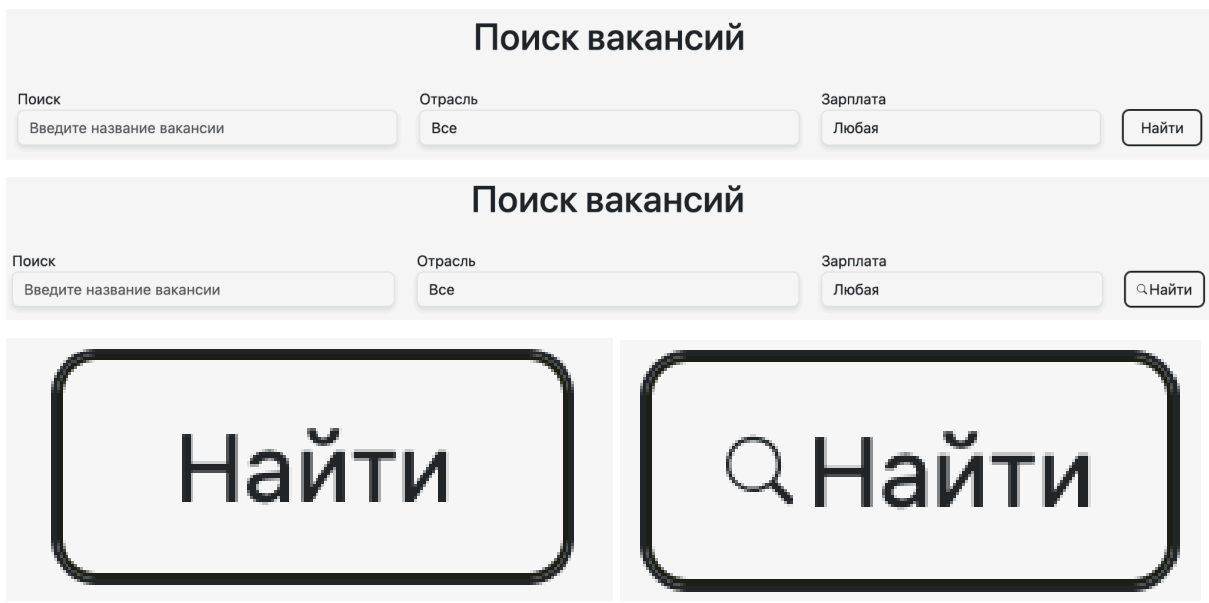 Поиск вакансий
Поиск Отрасль Зарплата
Введите название вакансии Все Любая Найти
Поиск вакансий
Поиск Отрасль Зарплата
Введите название вакансии Все Любая Найти
Найти Найти